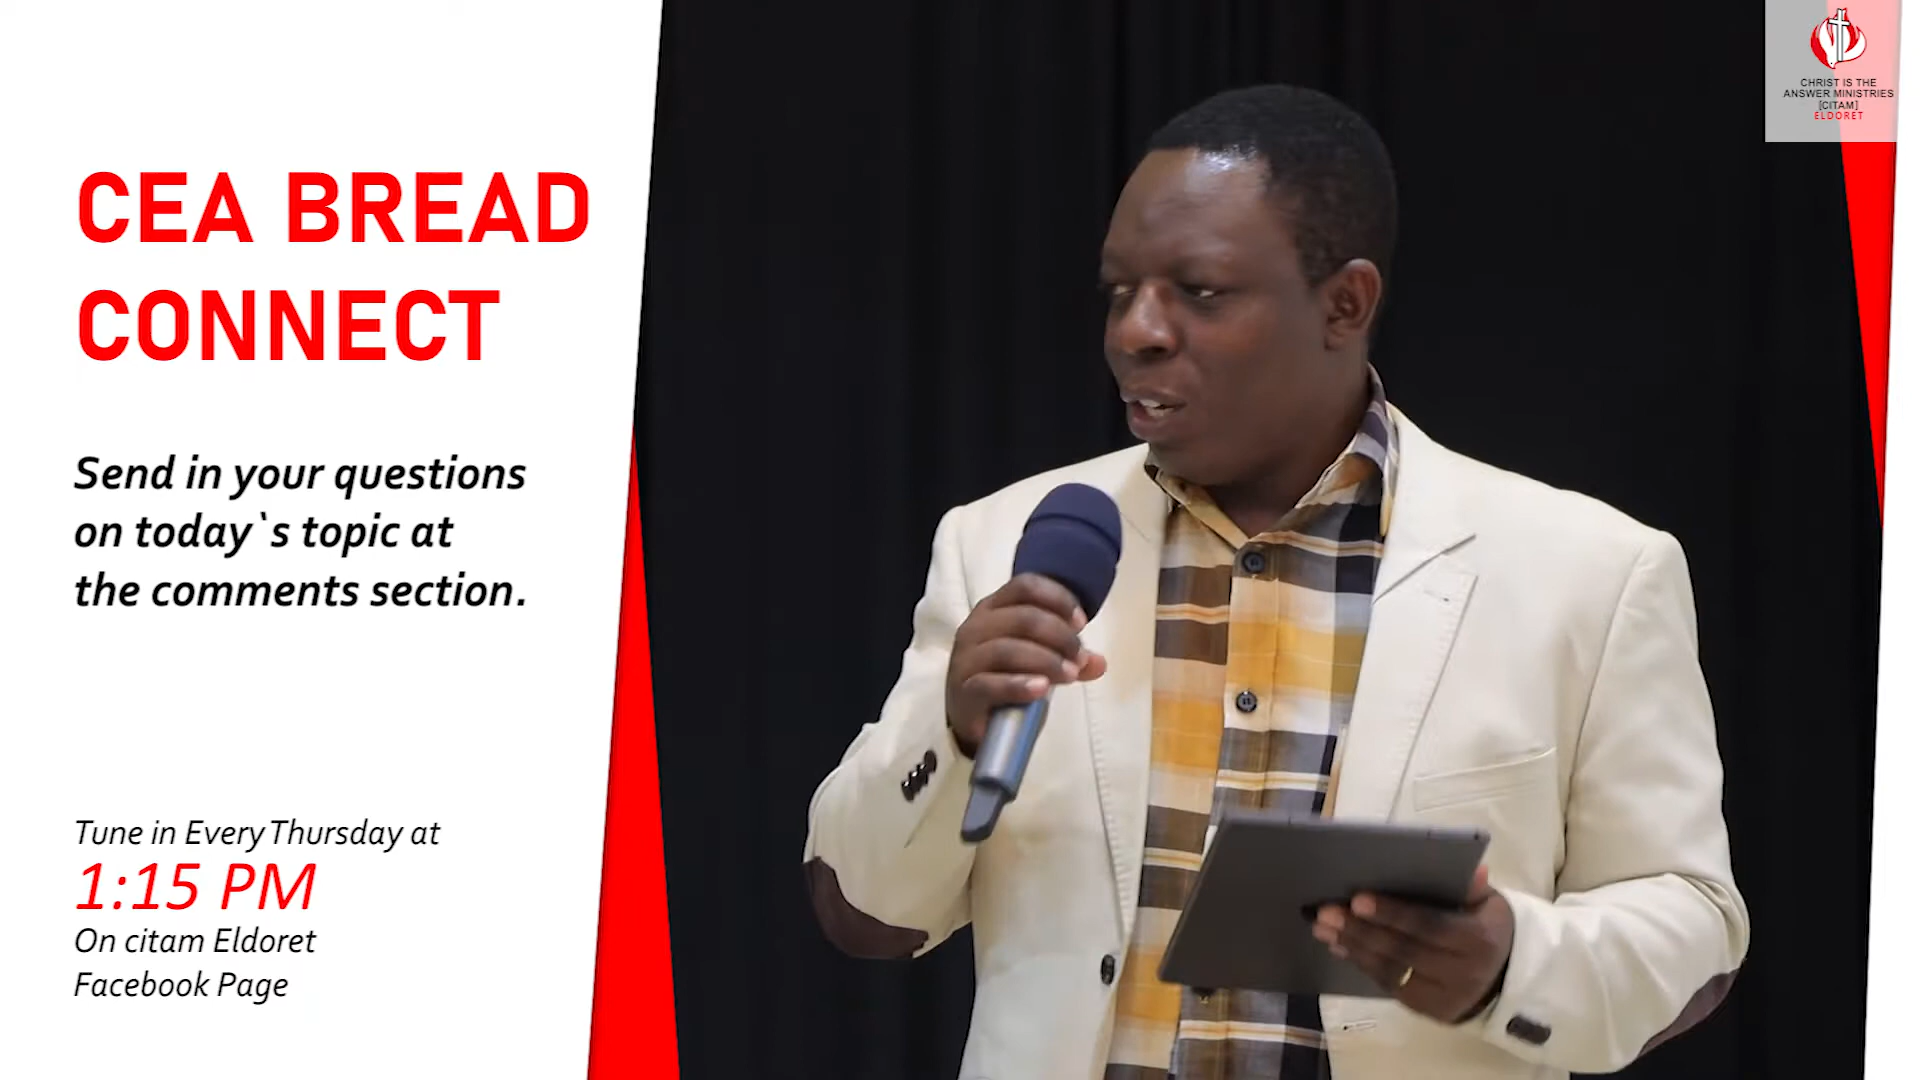 CEA BREAD
CONNECT
Send in your questions
on today`s topic at
the comments section.
Tune in Every Thursday at
1:15 PM
On citam Eldoret
Facebook Page
CHRIST IS THE
ANSWER MINISTRIES
[CITAM]
ELDORET